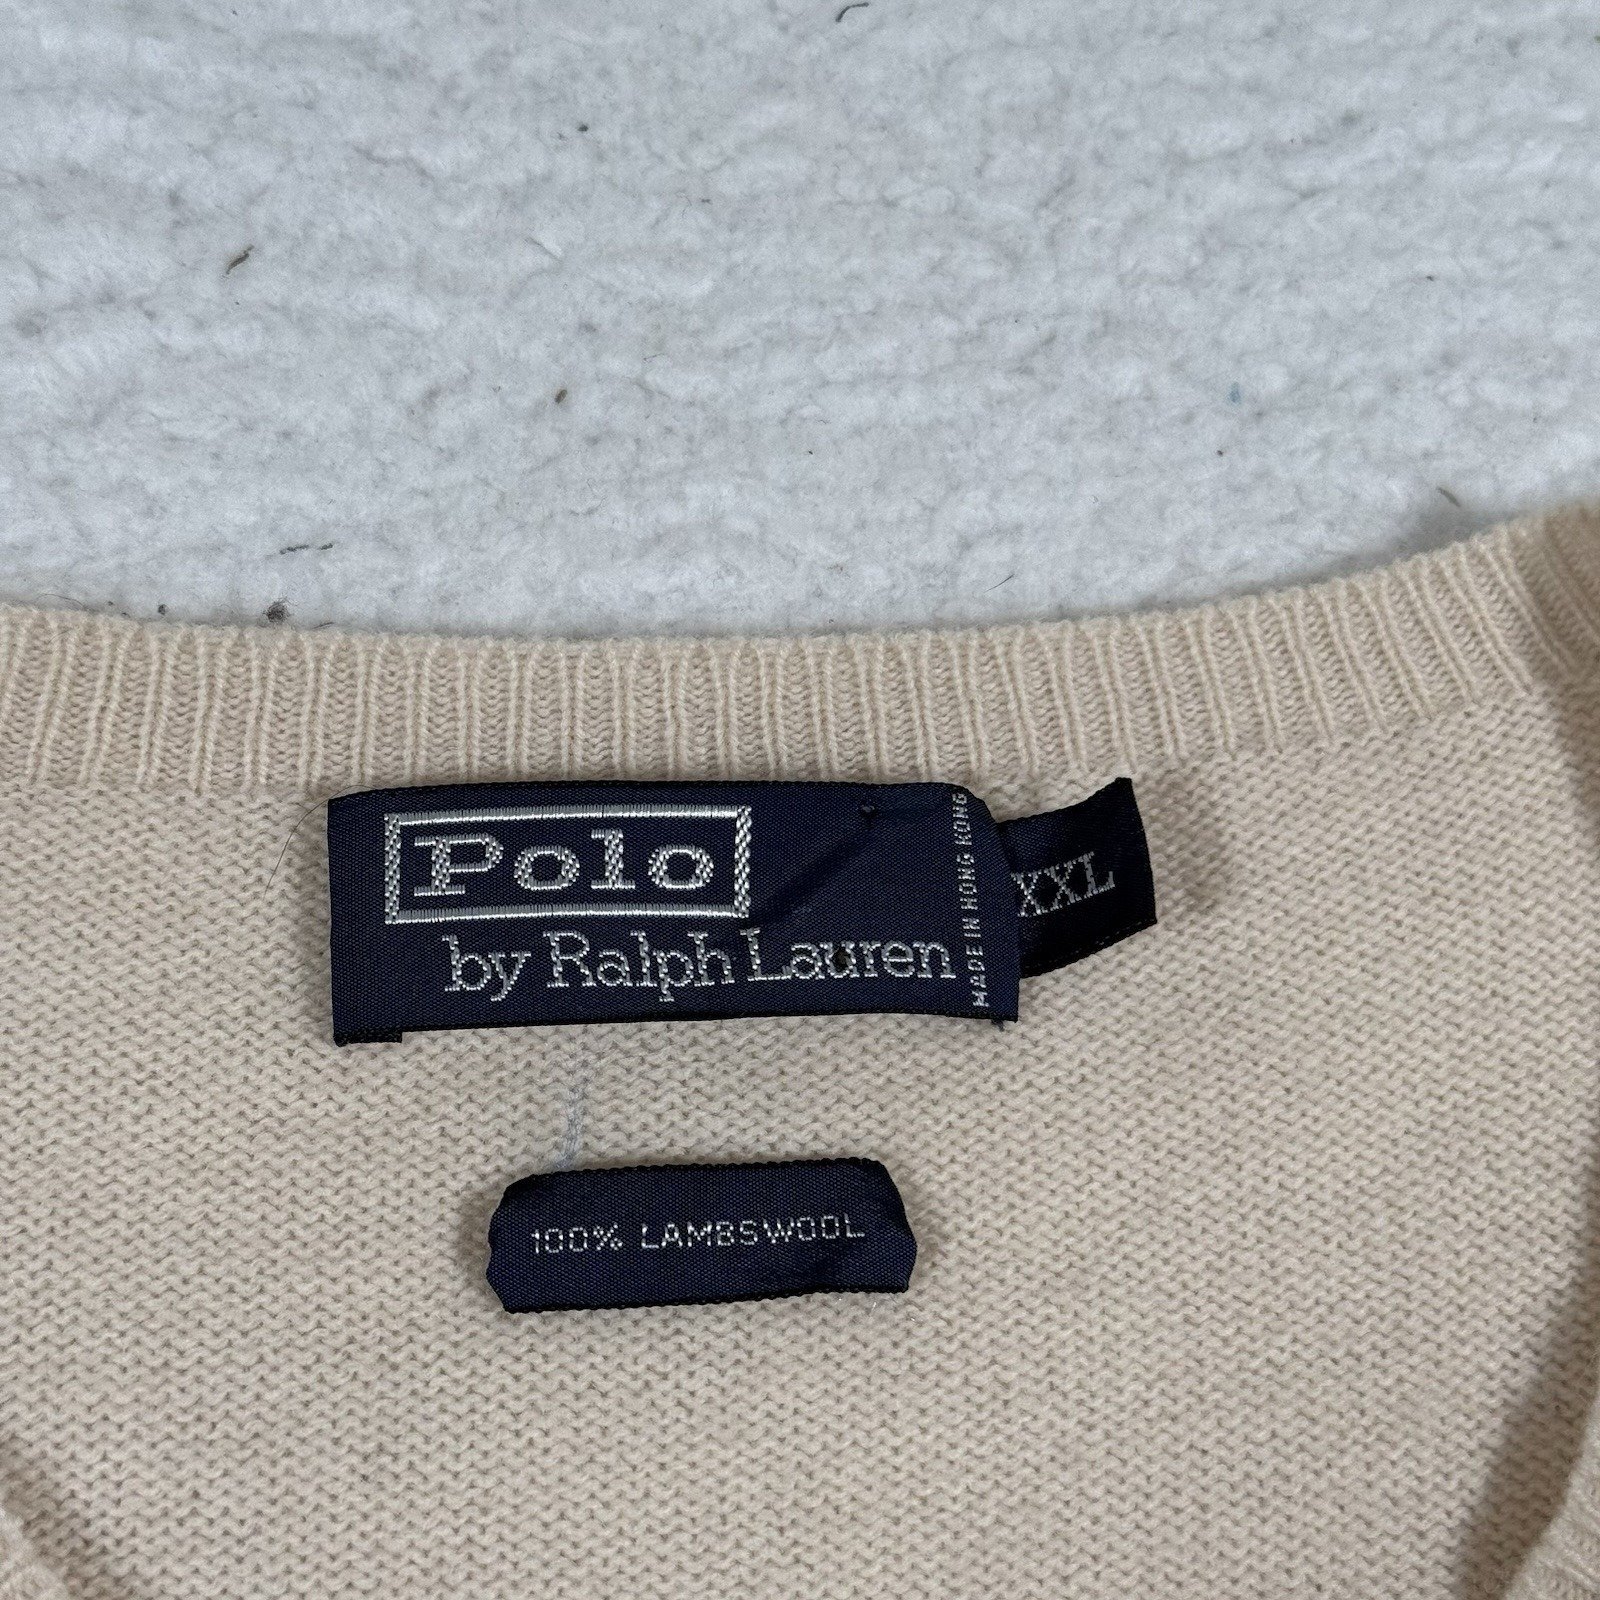 Polo
by Ralph Lauren
MADE IN HONG KONG
XXL
100% LAMBSWOOL